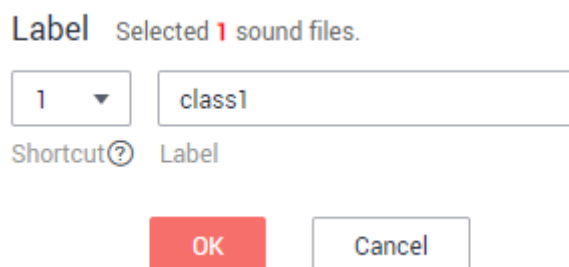 Label Selected 1 sound files.
1 class1
Shortcut ? Label
OK Cancel